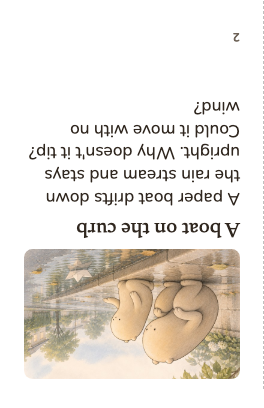 A boat on the curb
A paper boat drifts down
the rain stream and stays
upright. Why doesn't it tip?
Could it move with no
wind?
2